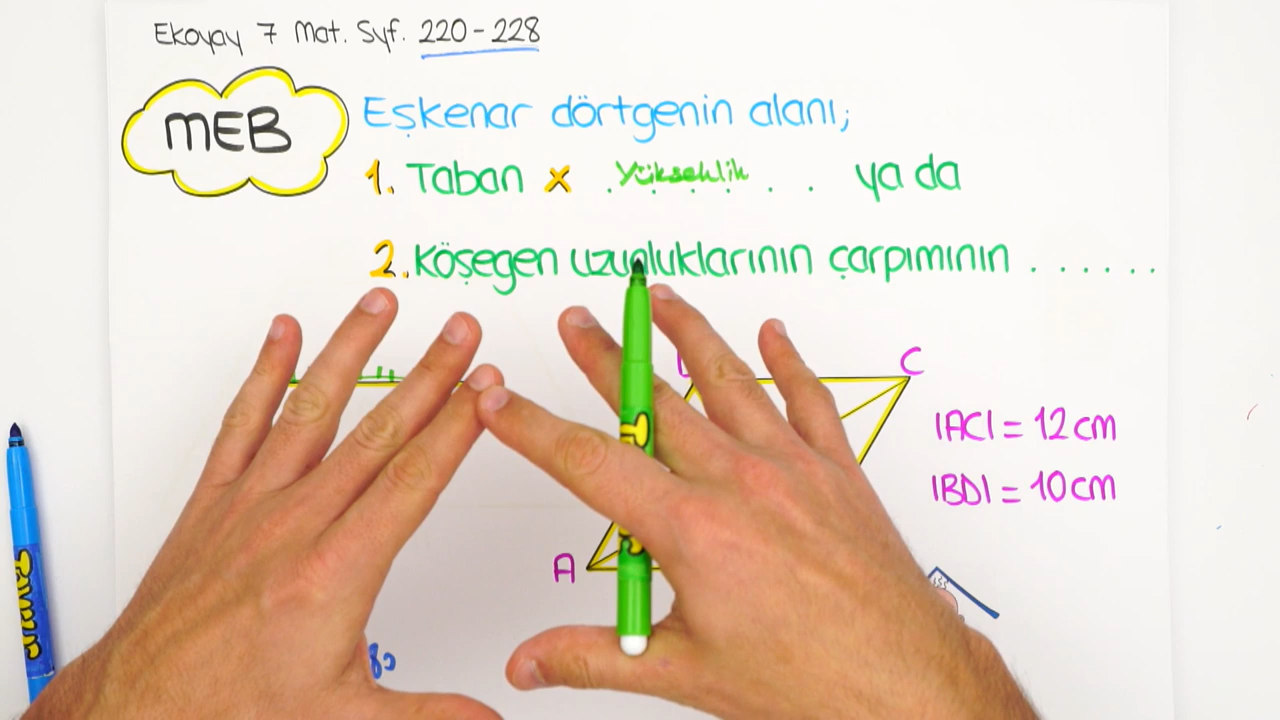 Ekoyay 7 Mat. Syf. 220-228
MEB
Eşkenar dörtgenin alanı;
1. Taban x . Yükseklik . . ya da
2. Köşegen uzunluklarının çarpımının . . . . . .
C
|AC| = 12 cm
|BD| = 10 cm
A